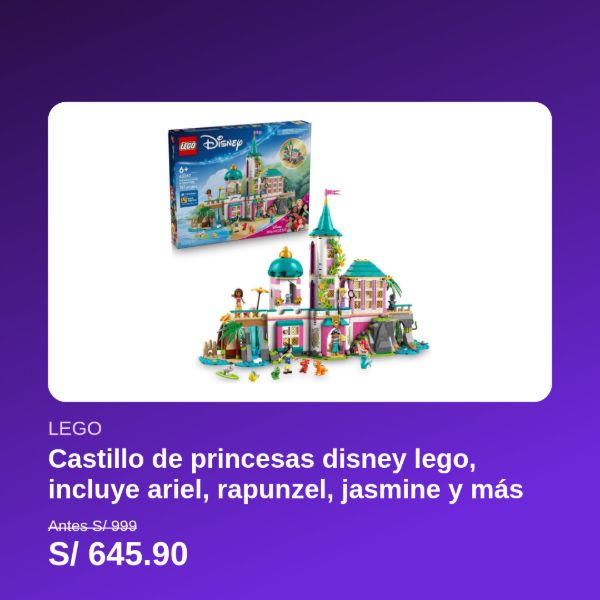 LEGO
Disney
6+
LEGO
Castillo de princesas disney lego,
incluye ariel, rapunzel, jasmine y más
Antes S/ 999
S/ 645.90